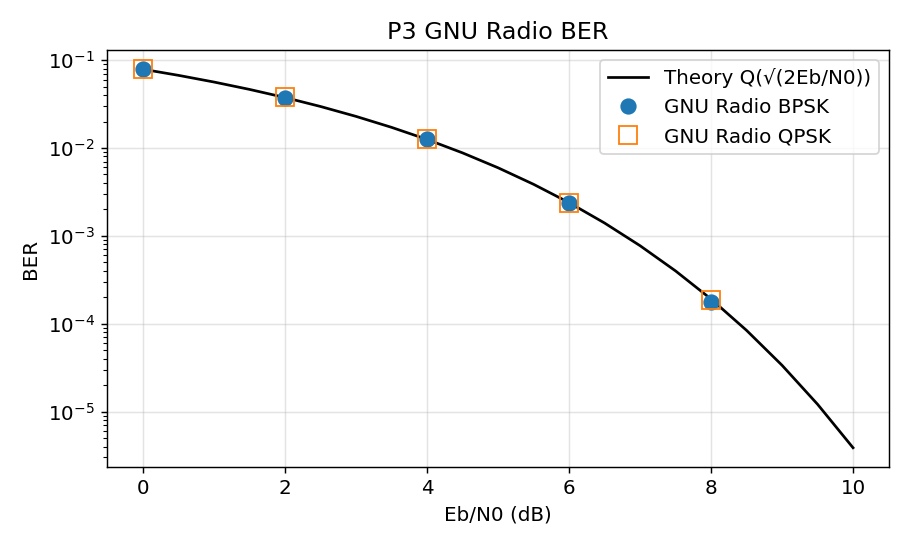 P3 GNU Radio BER
Theory Q(√(2Eb/N0))
GNU Radio BPSK
GNU Radio QPSK
BER
10⁻¹
10⁻²
10⁻³
10⁻⁴
10⁻⁵
0 2 4 6 8 10
Eb/N0 (dB)